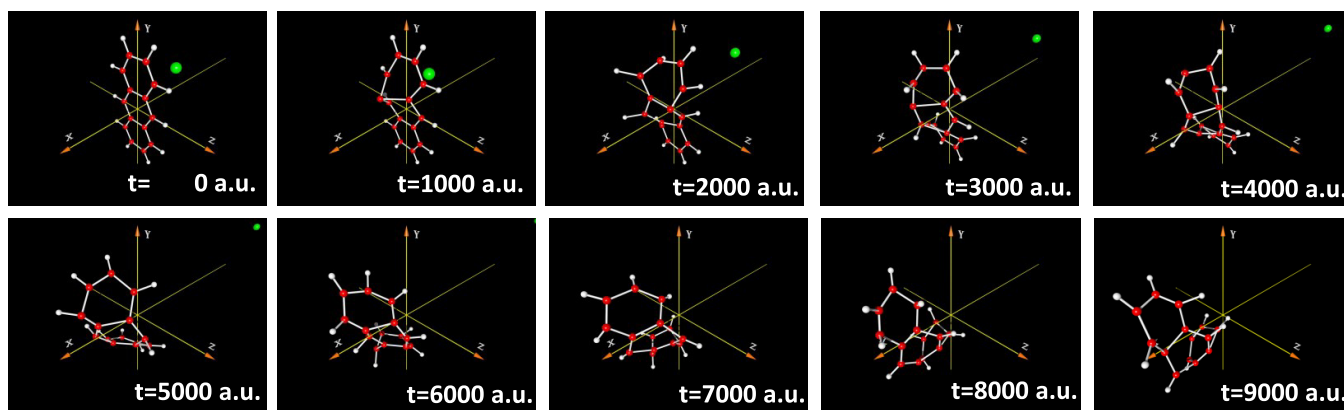 Y
X
Z
t=      0 a.u.
Y
X
Z
t=1000 a.u.
Y
X
Z
t=2000 a.u.
Y
X
Z
t=3000 a.u.
Y
X
Z
t=4000 a.u.
Y
X
Z
t=5000 a.u.
Y
X
Z
t=6000 a.u.
Y
X
Z
t=7000 a.u.
Y
X
Z
t=8000 a.u.
Y
X
Z
t=9000 a.u.